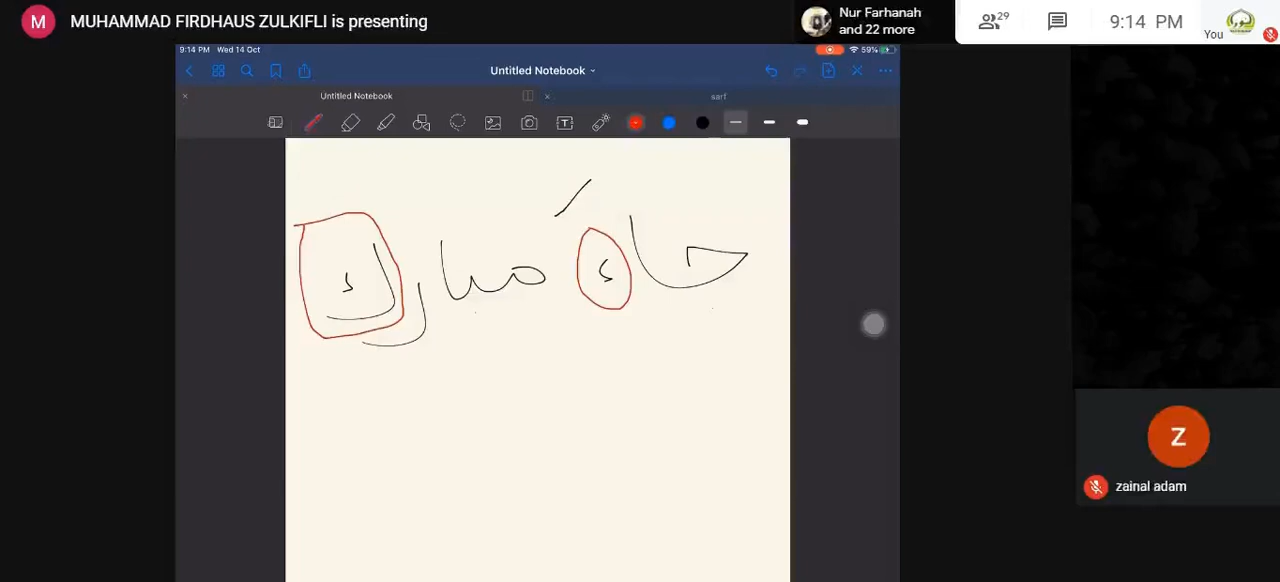 M MUHAMMAD FIRDHAUS ZULKIFLI is presenting
Nur Farhanah
and 22 more
29
9:14 PM
You
9:14 PM Wed 14 Oct
59%
Untitled Notebook
Untitled Notebook
sarf
T
Z
zainal adam